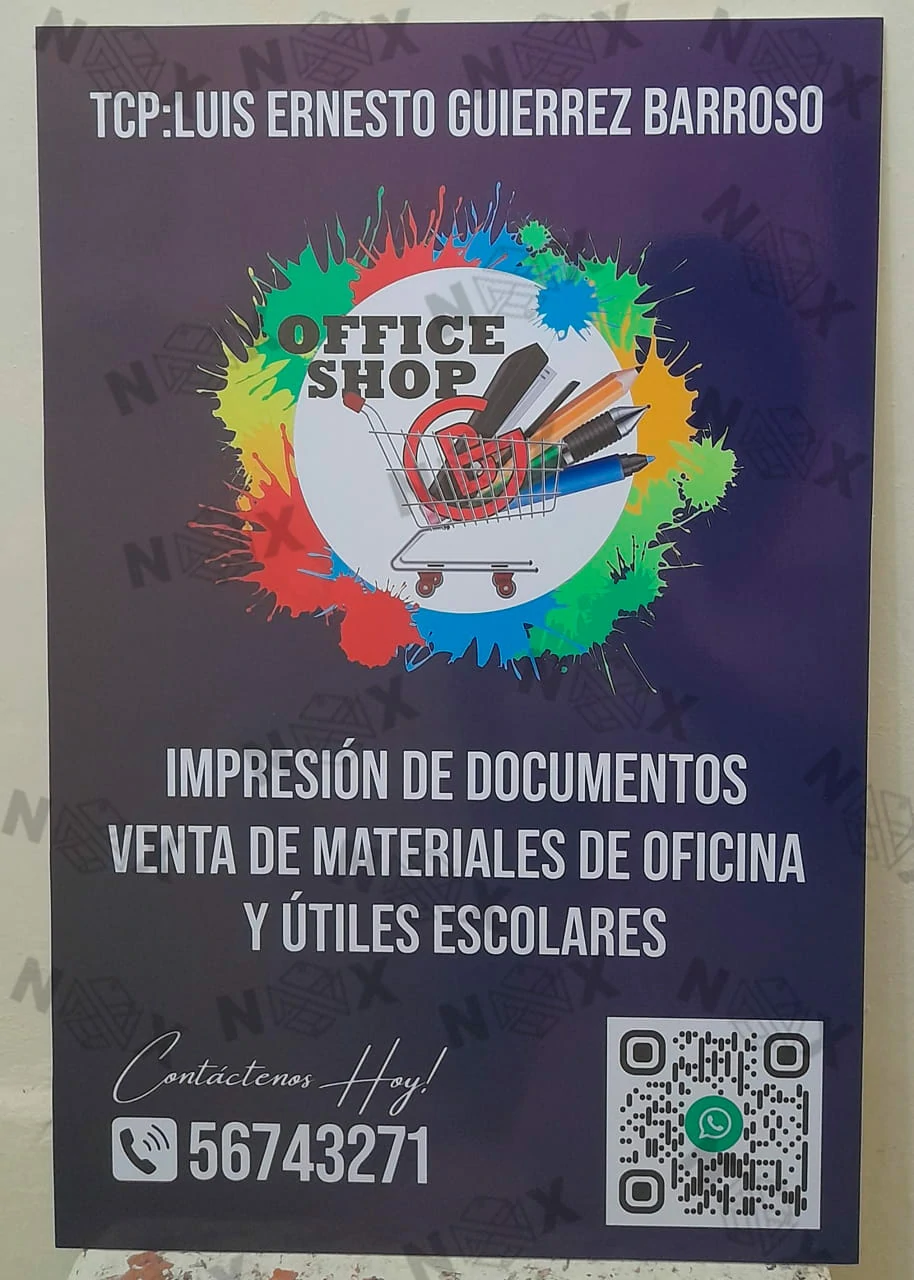 TCP:LUIS ERNESTO GUIERREZ BARROSO
OFFICE
SHOP
IMPRESIÓN DE DOCUMENTOS
VENTA DE MATERIALES DE OFICINA
Y ÚTILES ESCOLARES
Contáctenos Hoy!
56743271